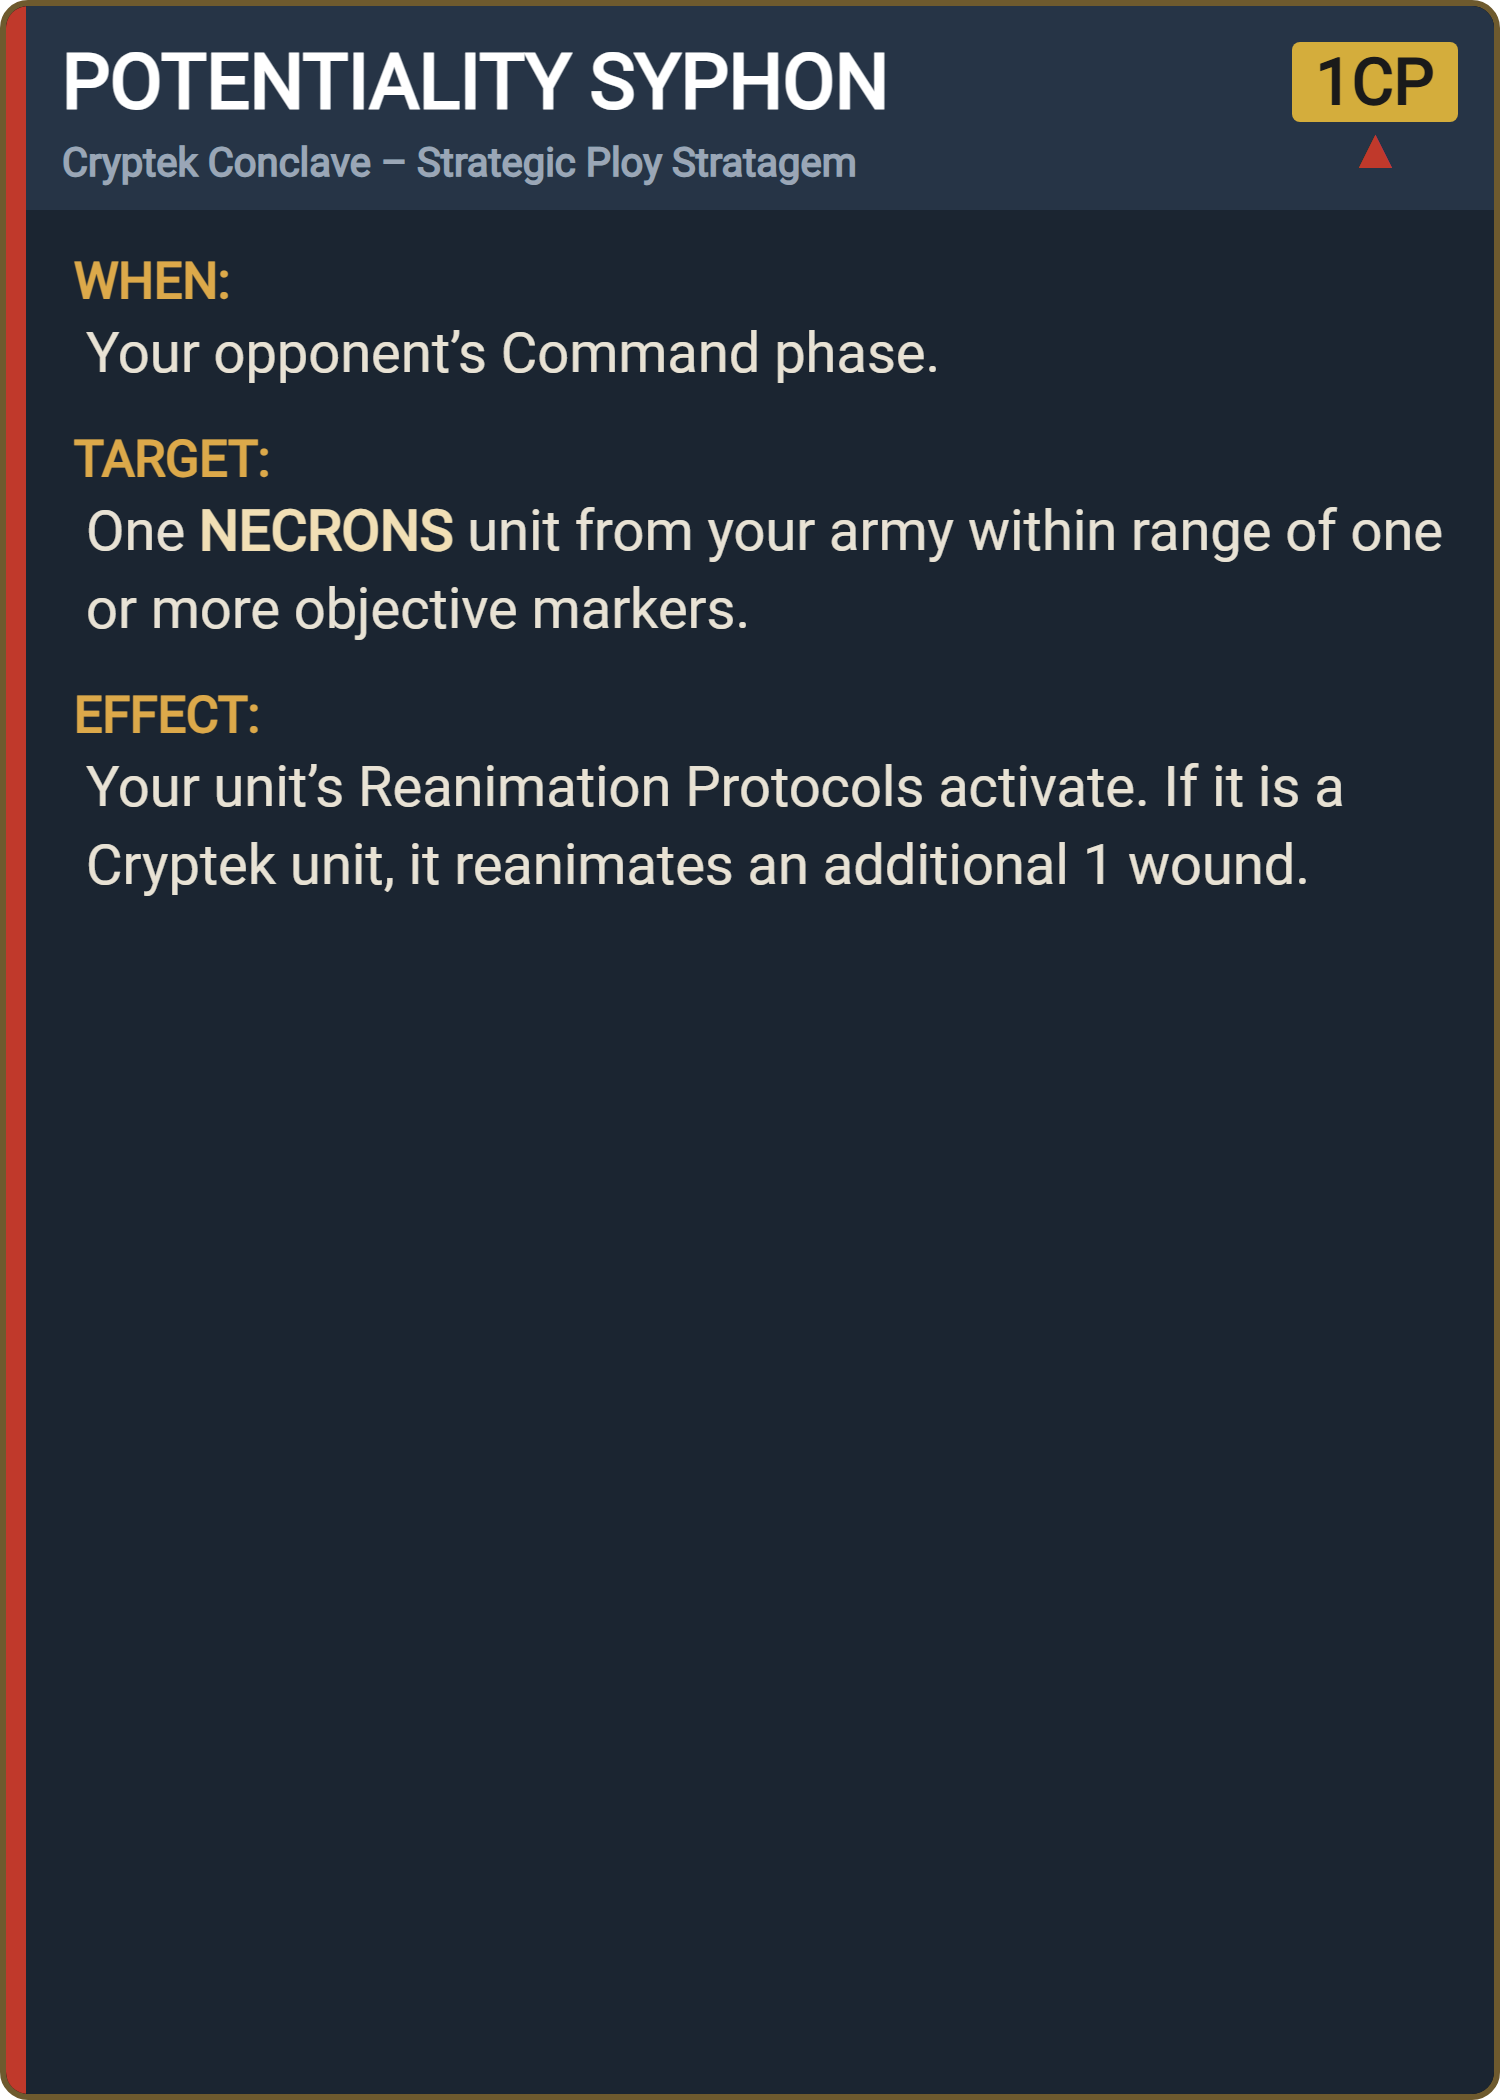 POTENTIALITY SYPHON
1CP
Cryptek Conclave – Strategic Ploy Stratagem
WHEN:
Your opponent’s Command phase.
TARGET:
One NECRONS unit from your army within range of one
or more objective markers.
EFFECT:
Your unit’s Reanimation Protocols activate. If it is a
Cryptek unit, it reanimates an additional 1 wound.